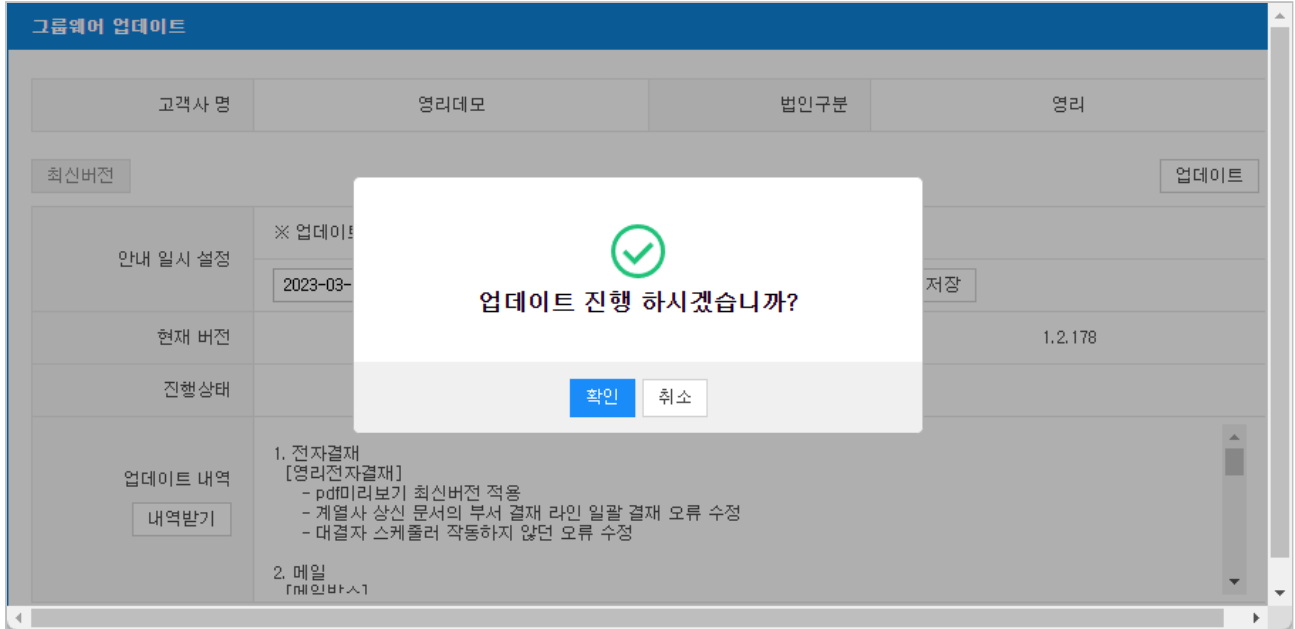 그룹웨어 업데이트
고객사 명 영리데모 법인구분 영리
최신버전 업데이트
안내 일시 설정
※ 업데이트
2023-03- 저장
업데이트 진행 하시겠습니까?
현재 버전 1.2.178
진행상태
확인 취소
업데이트 내역
내역받기
1. 전자결재
[영리전자결재]
- pdf미리보기 최신버전 적용
- 계열사 상신 문서의 부서 결재 라인 일괄 결재 오류 수정
- 대결자 스케줄러 작동하지 않던 오류 수정
2. 메일